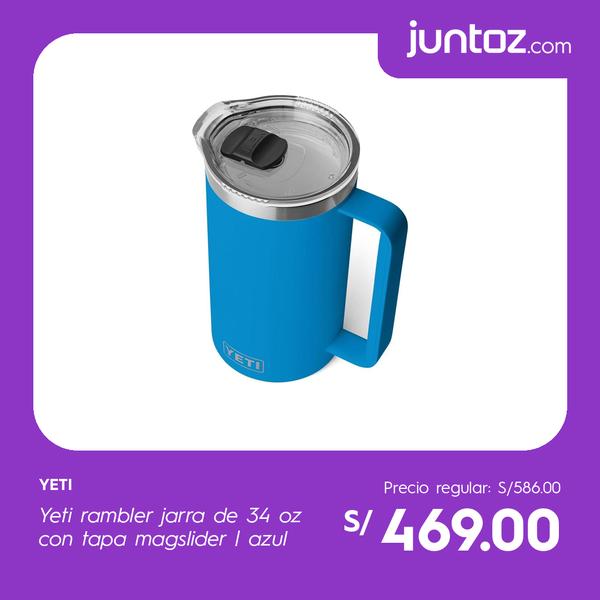 juntoz.com
YETI
YETI
Yeti rambler jarra de 34 oz
con tapa magslider | azul
Precio regular: S/586.00
S/ 469.00